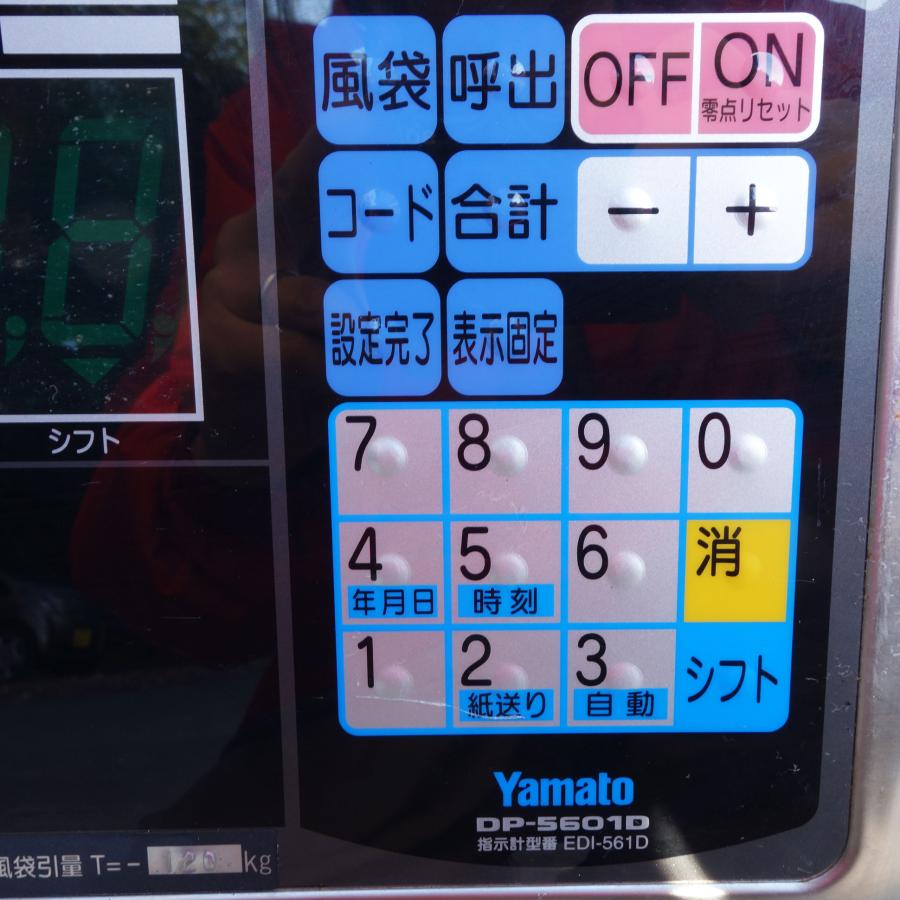 風袋 呼出 OFF ON
零点リセット
コード 合計 − +
設定完了 表示固定
シフト
7 8 9 0
4 5 6 消
年月日 時刻
1 2 3 シフト
紙送り 自動
Yamato
DP-5601D
指示計型番 EDI-561D
風袋引量 T=− 120 kg